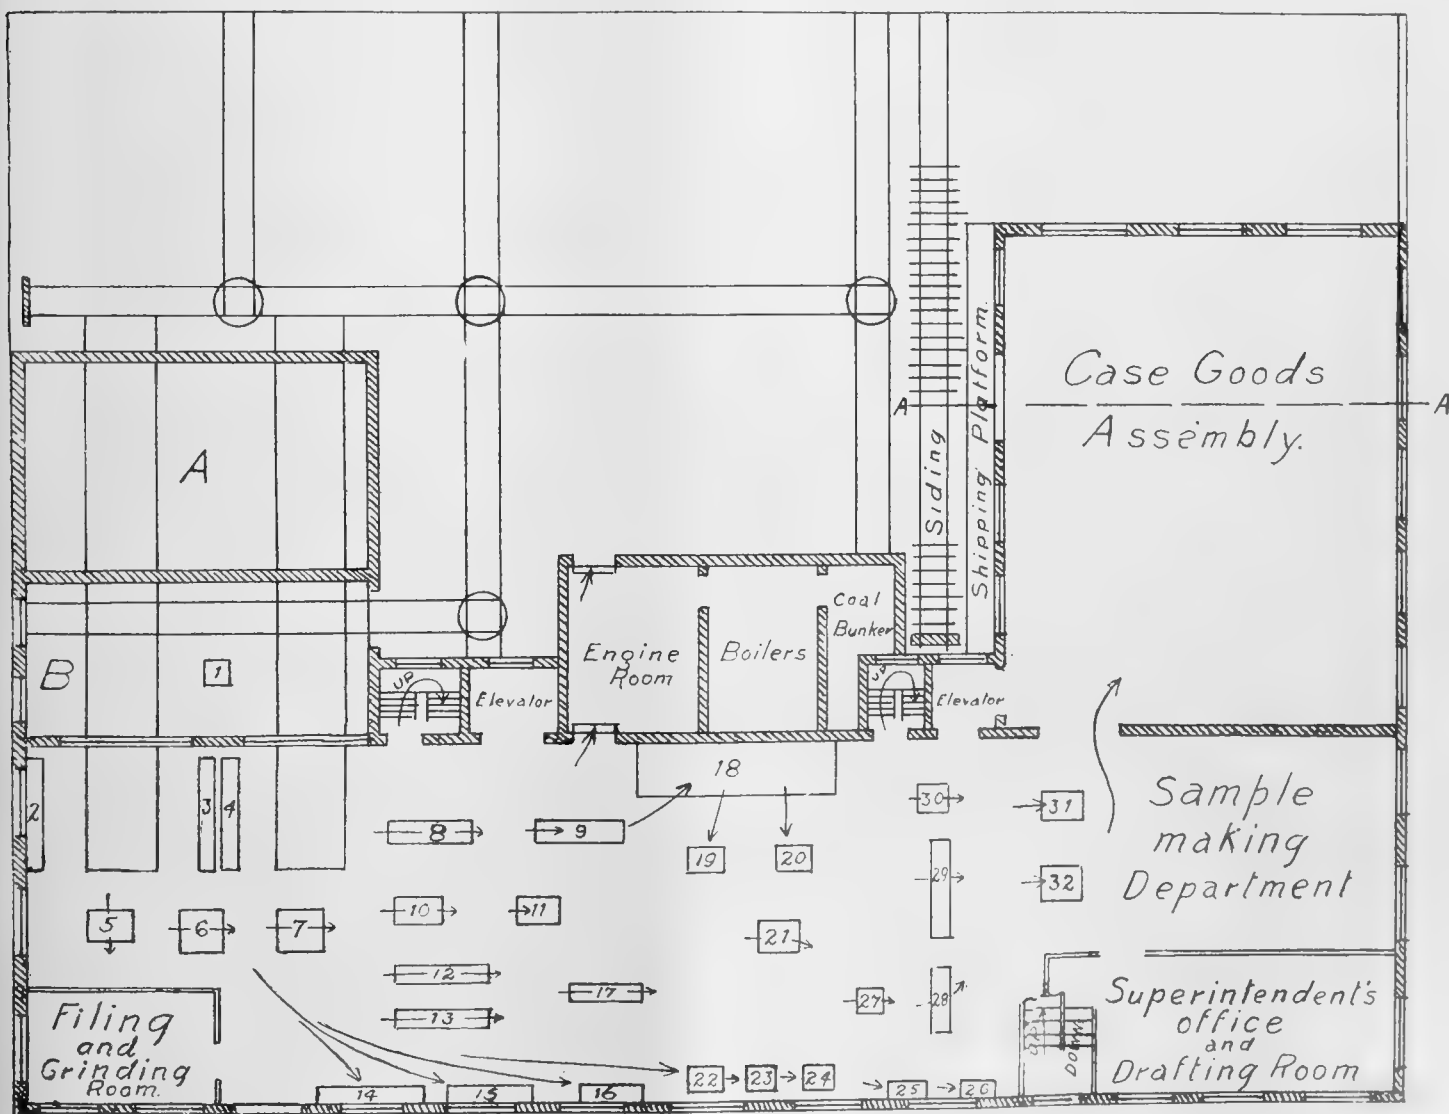 Case Goods
Assembly.
A
A
A
Siding
Shipping Platform.
B
1
UP
Elevator
Engine
Room
Boilers
Coal
Bunker
UP
Elevator
2
3
4
8
9
18
19
20
30
31
32
29
Sample
making
Department
5
6
7
10
11
12
13
17
21
27
28
Filing
and
Grinding
Room.
14
15
16
22
23
24
25
26
DOWN
Superintendent's
office
and
Drafting Room